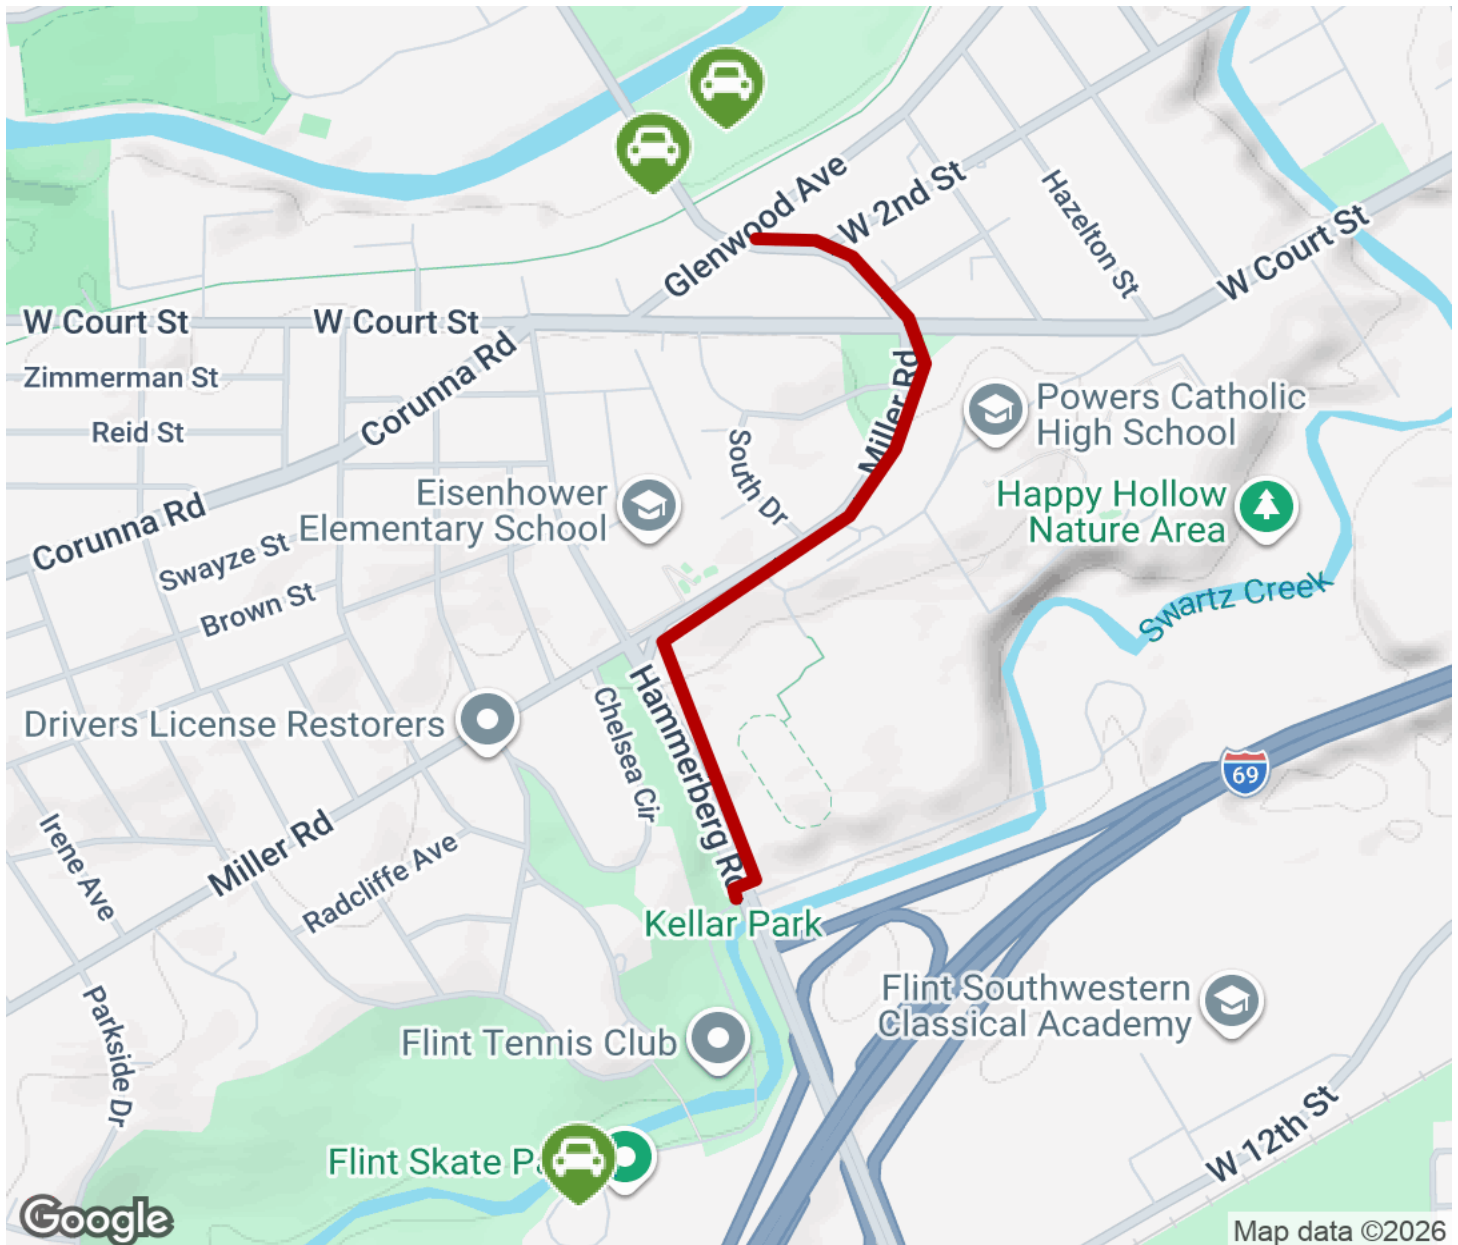 Glenwood Ave
W 2nd St
Hazelton St
W Court St
W Court St
W Court St
Zimmerman St
Corunna Rd
Reid St
Miller Rd
Powers Catholic
High School
South Dr
Eisenhower
Elementary School
Happy Hollow
Nature Area
Corunna Rd
Swayze St
Brown St
Swartz Creek
Hammerberg Rd
Chelsea Cir
Drivers License Restorers
69
Irene Ave
Miller Rd
Radcliffe Ave
Kellar Park
Parkside Dr
Flint Southwestern
Classical Academy
Flint Tennis Club
W 12th St
Flint Skate Pa
Google
Map data ©2026